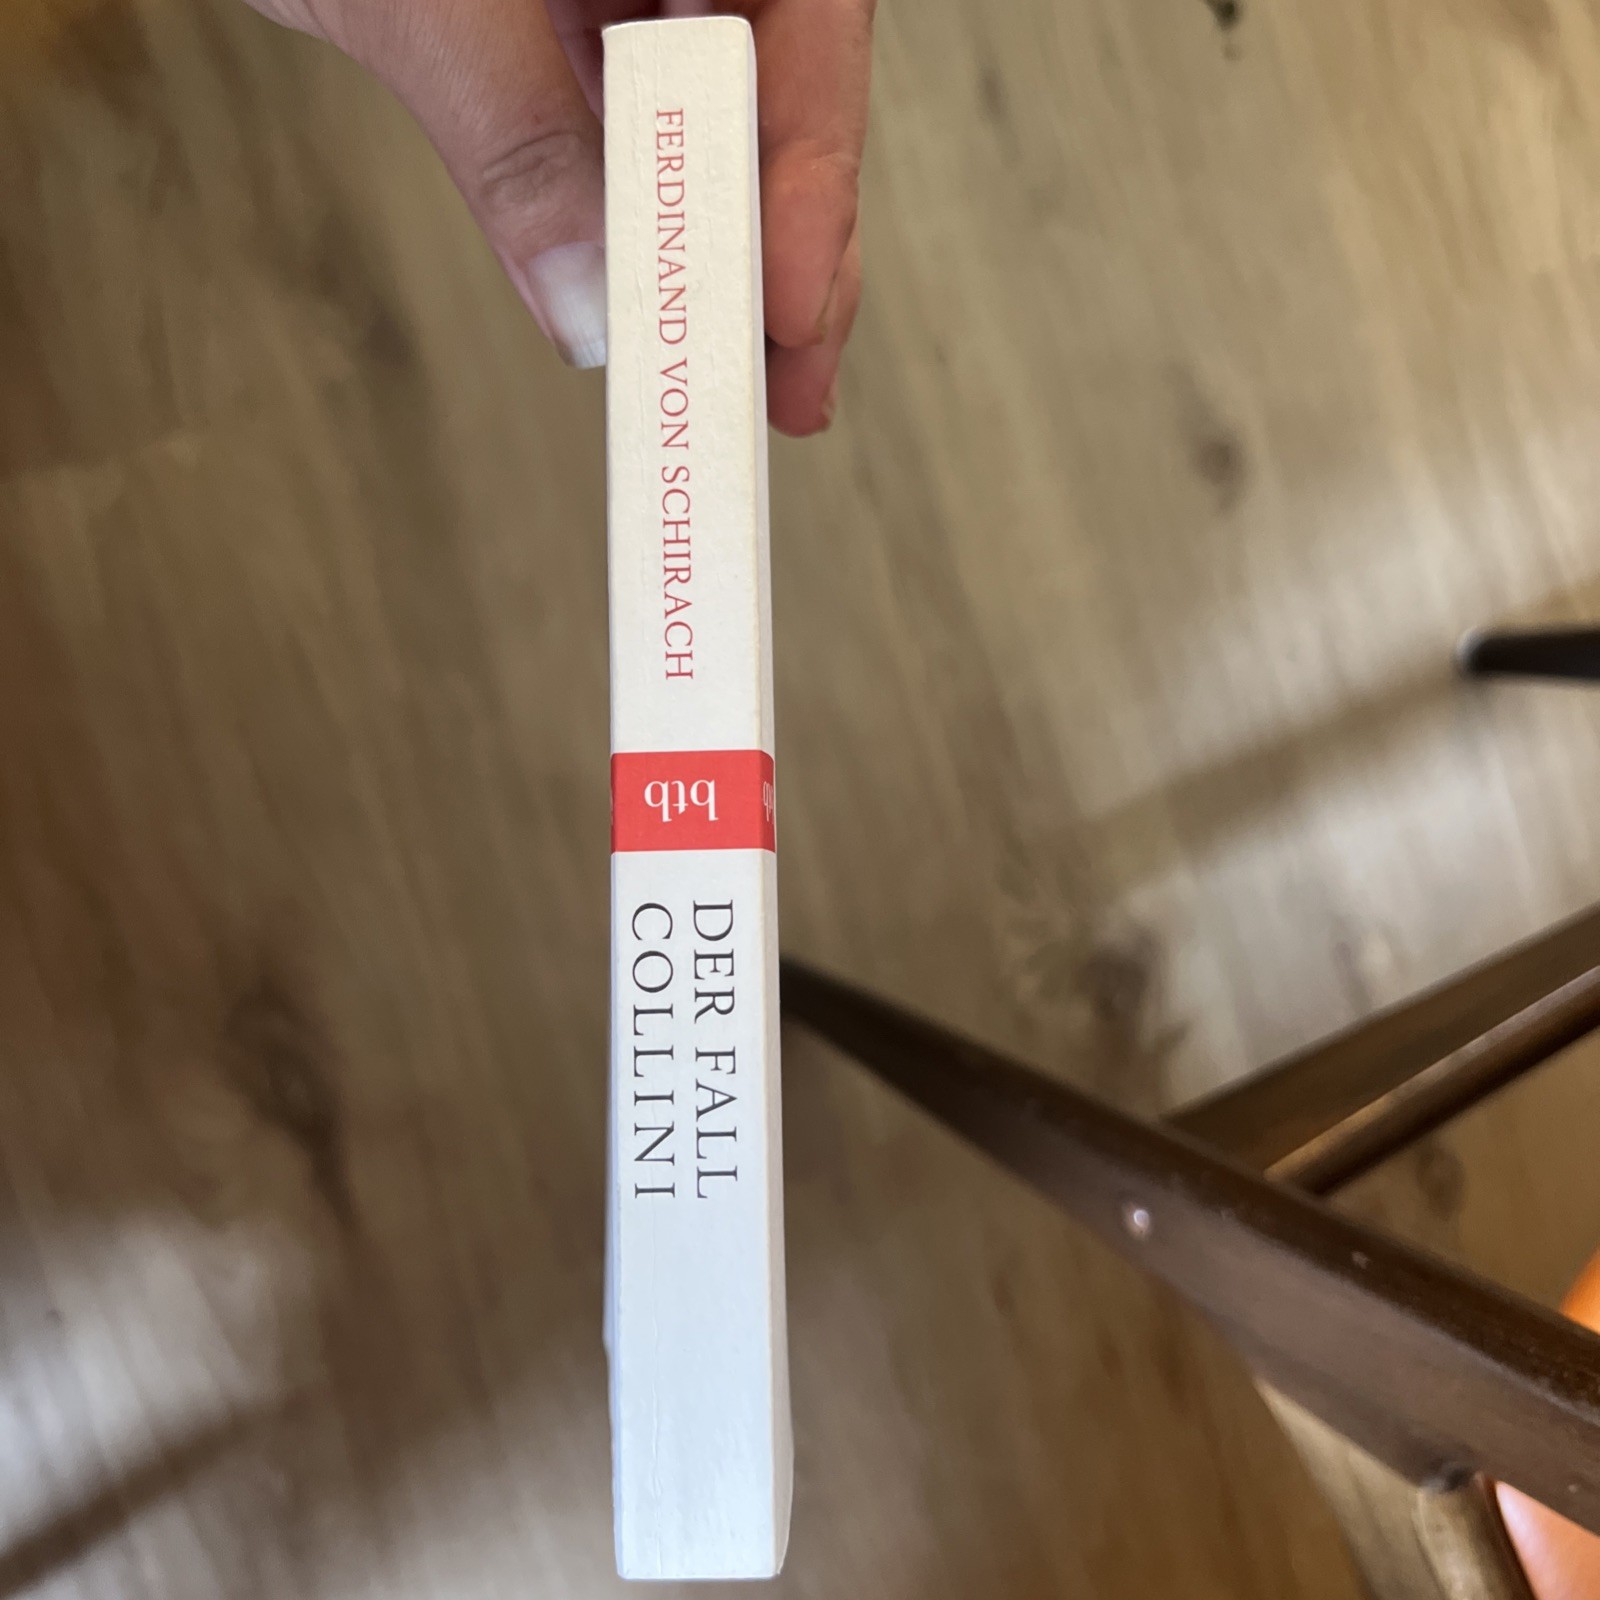 FERDINAND VON SCHIRACH
btb
DER FALL
COLLINI